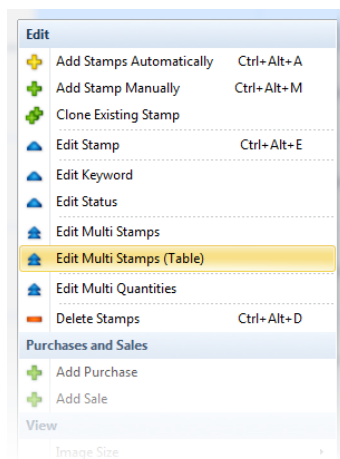 Edit
Add Stamps Automatically Ctrl+Alt+A
Add Stamp Manually Ctrl+Alt+M
Clone Existing Stamp
Edit Stamp Ctrl+Alt+E
Edit Keyword
Edit Status
Edit Multi Stamps
Edit Multi Stamps (Table)
Edit Multi Quantities
Delete Stamps Ctrl+Alt+D
Purchases and Sales
Add Purchase
Add Sale
View
Image Size